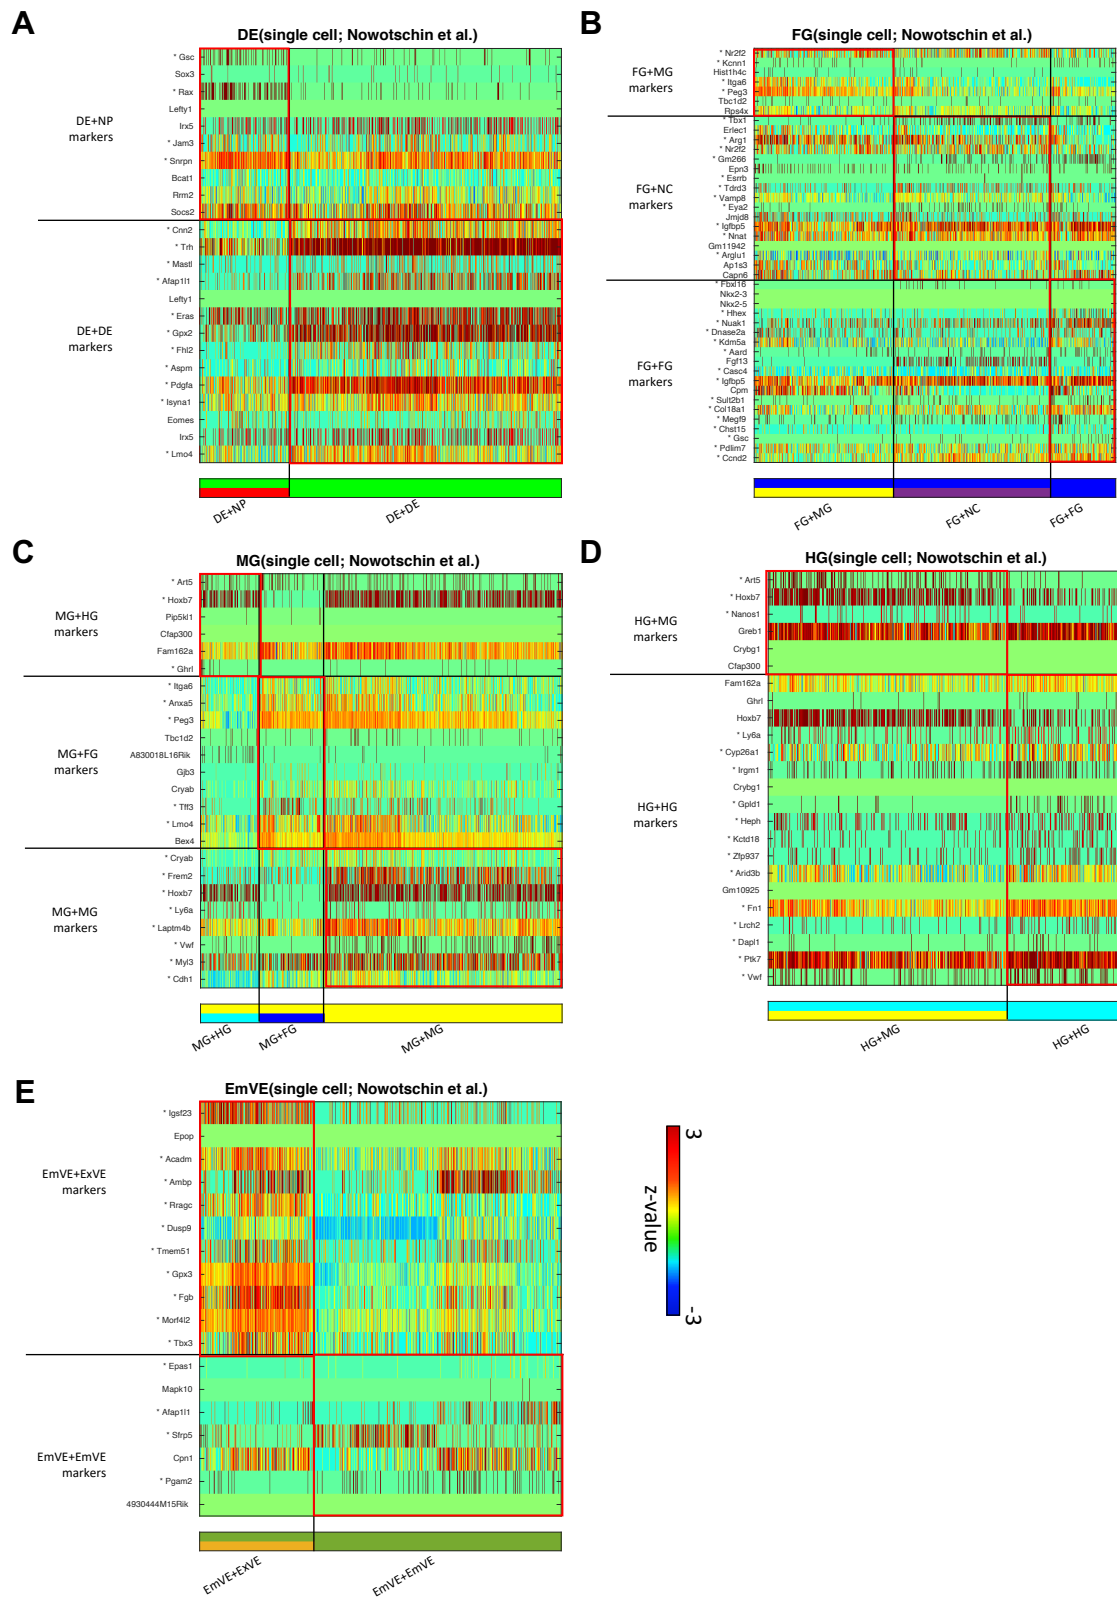 A
DE(single cell; Nowotschin et al.)
* Gsc
Sox3
* Rax
Lefty1
Irx5
* Jam3
* Snrpn
Bcat1
Rrm2
Socs2
DE+NP
markers
* Cnn2
* Trh
* Mastl
* Afap1l1
Lefty1
* Eras
* Gpx2
* Fhl2
* Aspm
* Pdgfa
* Isyna1
Eomes
Irx5
* Lmo4
DE+DE
markers
DE+NP
DE+DE
B
FG(single cell; Nowotschin et al.)
* Nr2f2
* Kcnn1
Hist1h4c
* Itga6
* Peg3
Tbc1d2
Rps4x
FG+MG
markers
* Tbx1
Erlec1
* Arg1
* Nr2f2
* Gm266
Epn3
* Esrrb
* Tdrd3
* Vamp8
* Eya2
Jmjd8
* Igfbp5
* Nnat
Gm11942
* Arglu1
Ap1s3
Capn6
FG+NC
markers
* Fbxl16
Nkx2-3
Nkx2-5
* Hhex
* Nuak1
* Dnase2a
* Kdm5a
* Aard
Fgf13
* Casc4
* Igfbp5
Cpm
* Sult2b1
* Col18a1
* Megf9
* Chst15
* Gsc
* Pdlim7
* Ccnd2
FG+FG
markers
FG+MG
FG+NC
FG+FG
C
MG(single cell; Nowotschin et al.)
* Art5
* Hoxb7
Pip5kl1
Cfap300
Fam162a
* Ghrl
MG+HG
markers
* Itga6
* Anxa5
* Peg3
Tbc1d2
A830018L16Rik
Gjb3
Cryab
* Tff3
* Lmo4
Bex4
MG+FG
markers
* Cryab
* Frem2
* Hoxb7
* Ly6a
* Laptm4b
* Vwf
* Myl3
* Cdh1
MG+MG
markers
MG+HG
MG+FG
MG+MG
D
HG(single cell; Nowotschin et al.)
* Art5
* Hoxb7
* Nanos1
Greb1
Crybg1
Cfap300
HG+MG
markers
Fam162a
Ghrl
Hoxb7
* Ly6a
* Cyp26a1
* Irgm1
Crybg1
* Gpld1
* Heph
* Kctd18
* Zfp937
* Arid3b
Gm10925
* Fn1
* Lrch2
* Dapl1
* Ptk7
* Vwf
HG+HG
markers
HG+MG
HG+HG
E
EmVE(single cell; Nowotschin et al.)
* Igsf23
Epop
* Acadm
* Ambp
* Rragc
* Dusp9
* Tmem51
* Gpx3
* Fgb
* Morf4l2
* Tbx3
EmVE+ExVE
markers
* Epas1
Mapk10
* Afap1l1
* Sfrp5
Cpn1
* Pgam2
4930444M15Rik
EmVE+EmVE
markers
EmVE+ExVE
EmVE+EmVE
3
z-value
-3